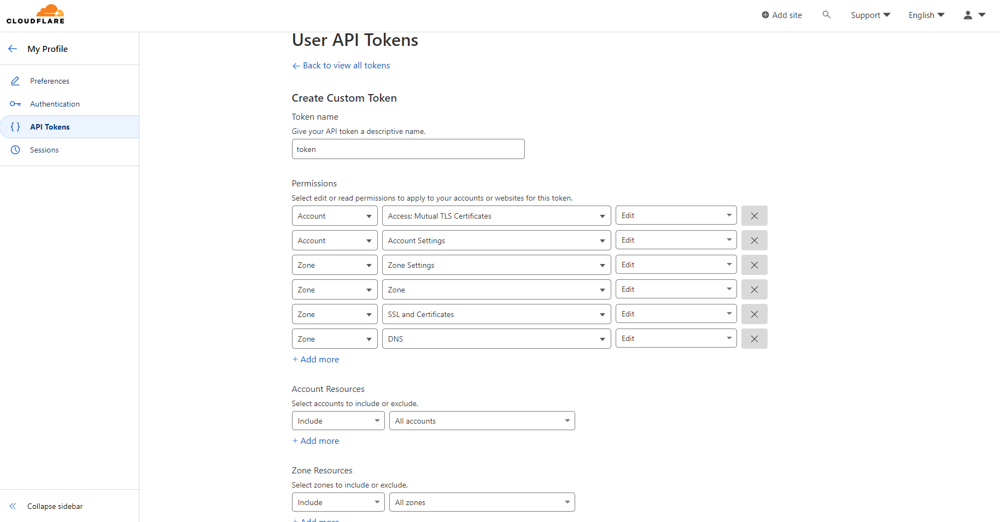 CLOUDFLARE
Add site
Support
English
My Profile
Preferences
Authentication
API Tokens
Sessions
Collapse sidebar
User API Tokens
Back to view all tokens
Create Custom Token
Token name
Give your API token a descriptive name.
token
Permissions
Select edit or read permissions to apply to your accounts or websites for this token.
Account Access: Mutual TLS Certificates Edit
Account Account Settings Edit
Zone Zone Settings Edit
Zone Zone Edit
Zone SSL and Certificates Edit
Zone DNS Edit
+ Add more
Account Resources
Select accounts to include or exclude.
Include All accounts
+ Add more
Zone Resources
Select zones to include or exclude.
Include All zones
+ Add more